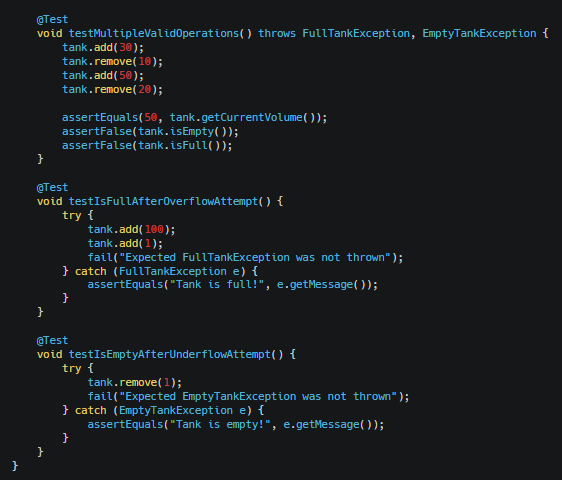 @Test
void testMultipleValidOperations() throws FullTankException, EmptyTankException {
tank.add(30);
tank.remove(10);
tank.add(50);
tank.remove(20);
assertEquals(50, tank.getCurrentVolume());
assertFalse(tank.isEmpty());
assertFalse(tank.isFull());
}
@Test
void testIsFullAfterOverflowAttempt() {
try {
tank.add(100);
tank.add(1);
fail("Expected FullTankException was not thrown");
} catch (FullTankException e) {
assertEquals("Tank is full!", e.getMessage());
}
}
@Test
void testIsEmptyAfterUnderflowAttempt() {
try {
tank.remove(1);
fail("Expected EmptyTankException was not thrown");
} catch (EmptyTankException e) {
assertEquals("Tank is empty!", e.getMessage());
}
}
}